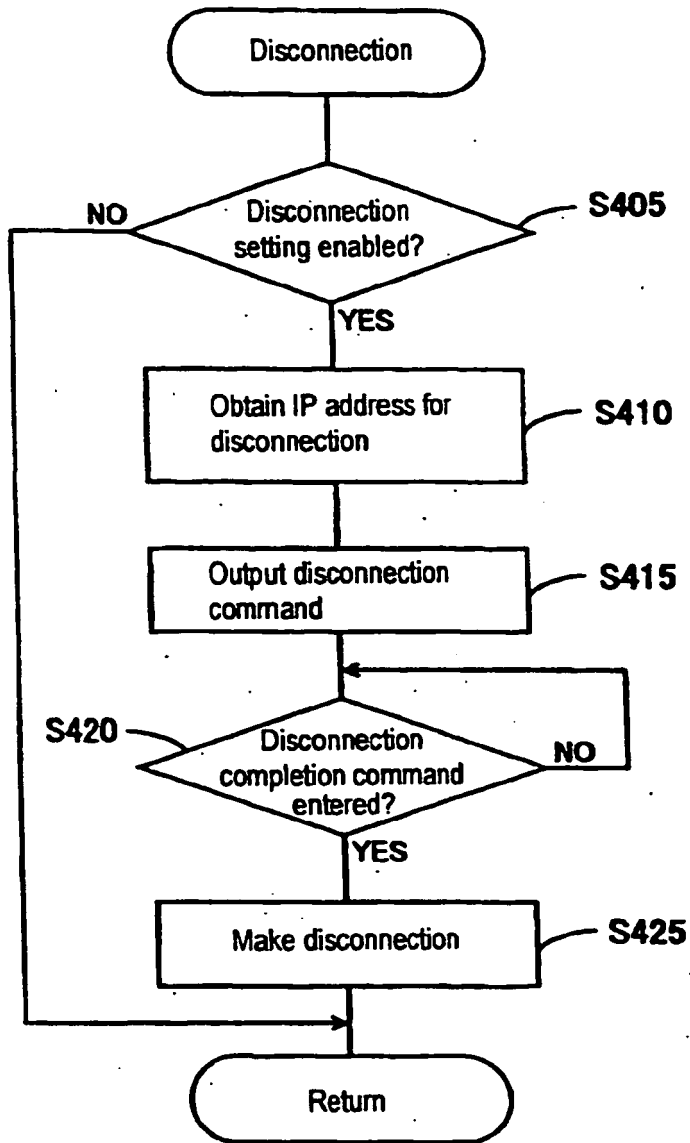 Disconnection
NO
Disconnection
setting enabled?
S405
YES
Obtain IP address for
disconnection
S410
Output disconnection
command
S415
S420
Disconnection
completion command
entered?
NO
YES
Make disconnection
S425
Return